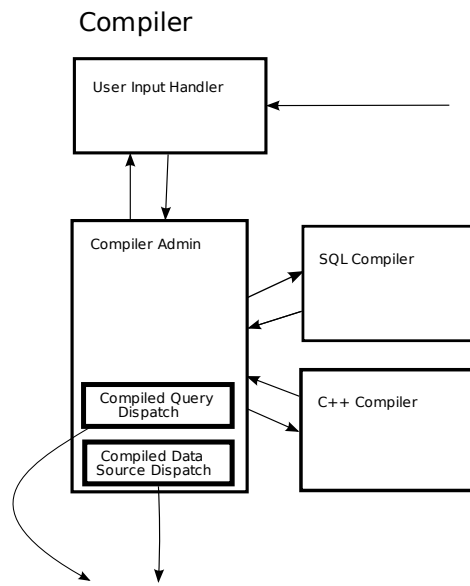 Compiler
User Input Handler
Compiler Admin
SQL Compiler
C++ Compiler
Compiled Query
Dispatch
Compiled Data
Source Dispatch